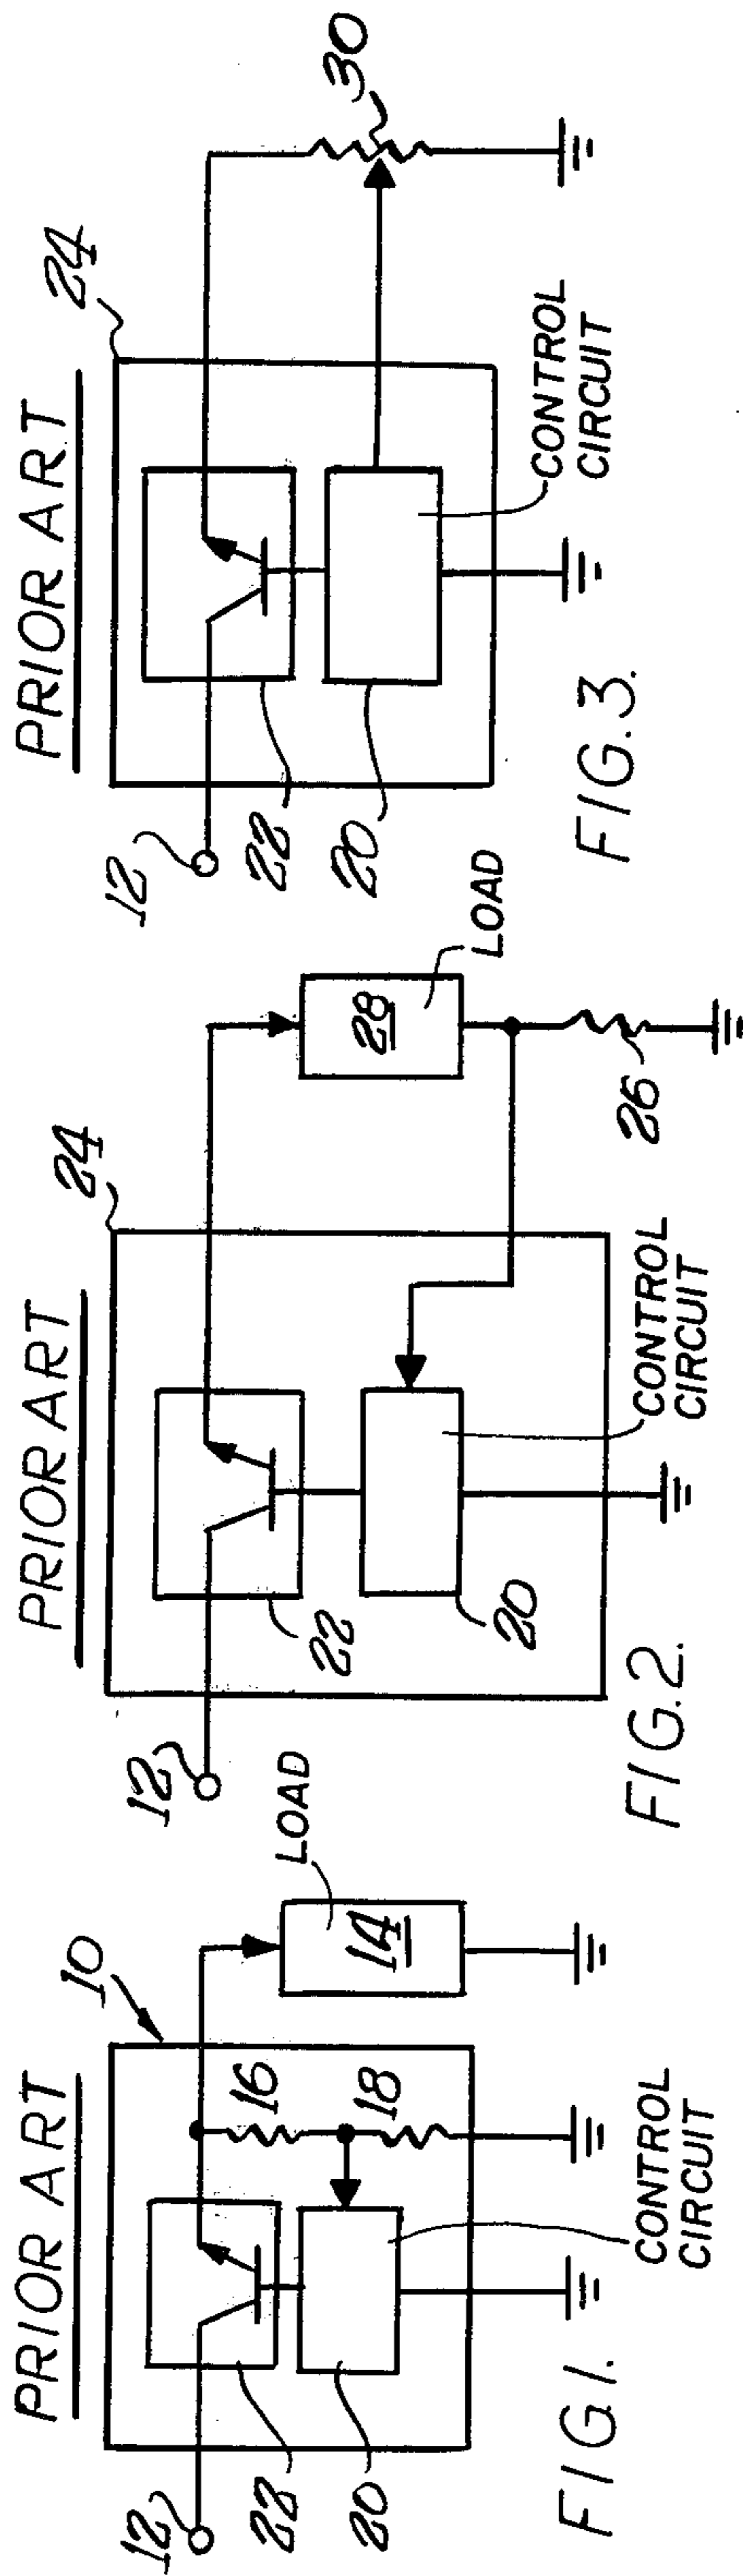 PRIOR ART
10
12
22
20
16
18
14
LOAD
CONTROL
CIRCUIT
FIG.1.
PRIOR ART
24
12
22
20
28
LOAD
26
CONTROL
CIRCUIT
FIG.2.
PRIOR ART
24
12
22
20
30
CONTROL
CIRCUIT
FIG.3.